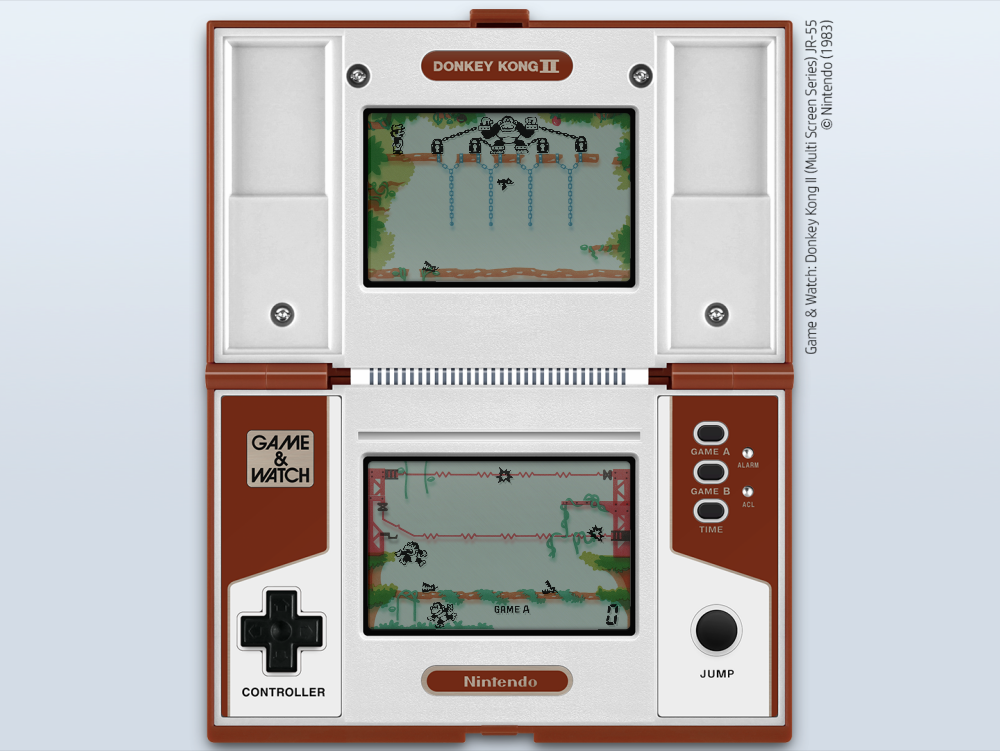 DONKEY KONG II
Game & Watch: Donkey Kong II (Multi Screen Series) JR-55
© Nintendo (1983)
GAME
&
WATCH
GAME A
ALARM
GAME B
ACL
TIME
GAME A
0
CONTROLLER
JUMP
Nintendo